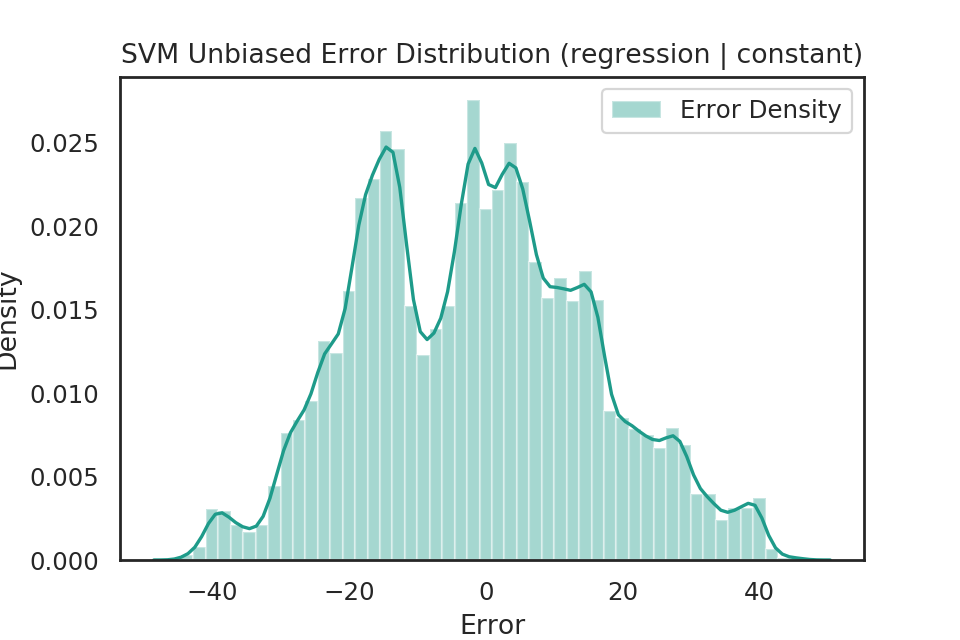 SVM Unbiased Error Distribution (regression | constant)
Error Density
0.025
0.020
0.015
0.010
0.005
0.000
Density
−40
−20
0
20
40
Error